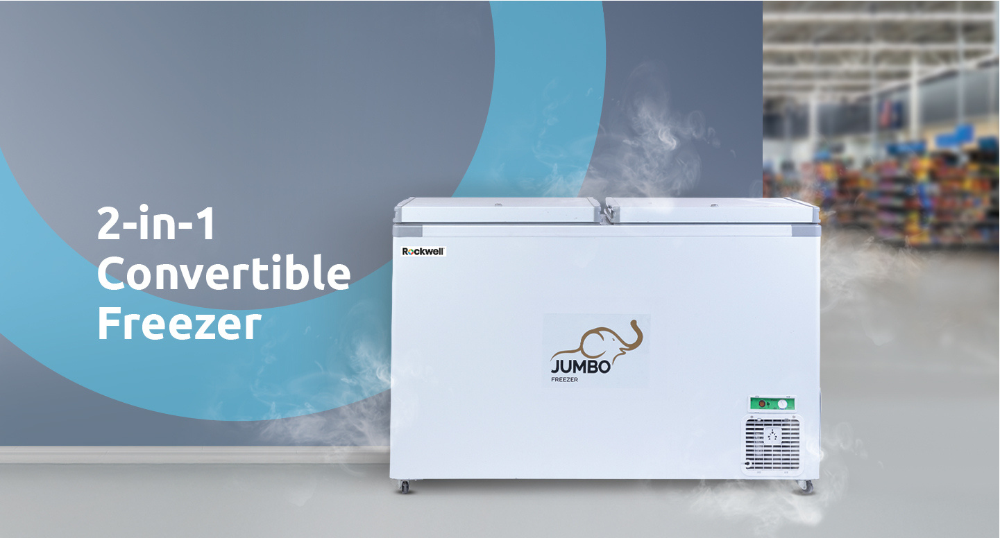 2-in-1
Convertible
Freezer
Rockwell
JUMBO
FREEZER